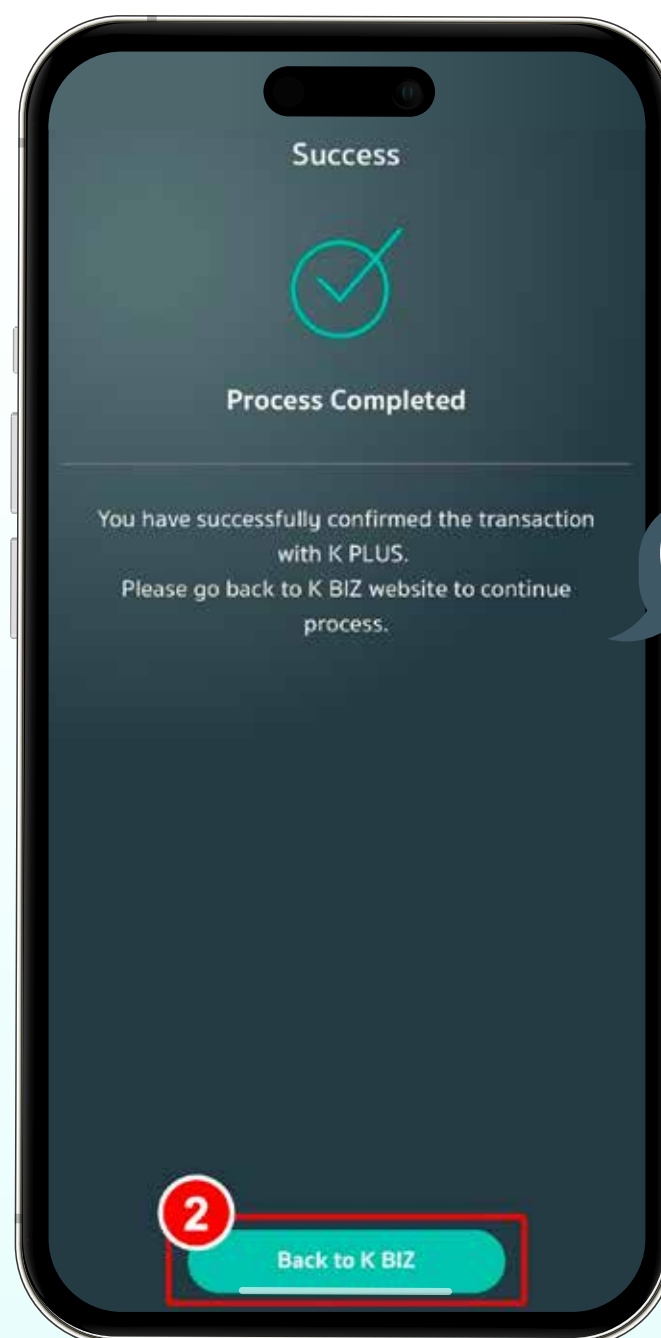 Success
Process Completed
You have successfully confirmed the transaction
with K PLUS.
Please go back to K BIZ website to continue
process.
2
Back to K BIZ